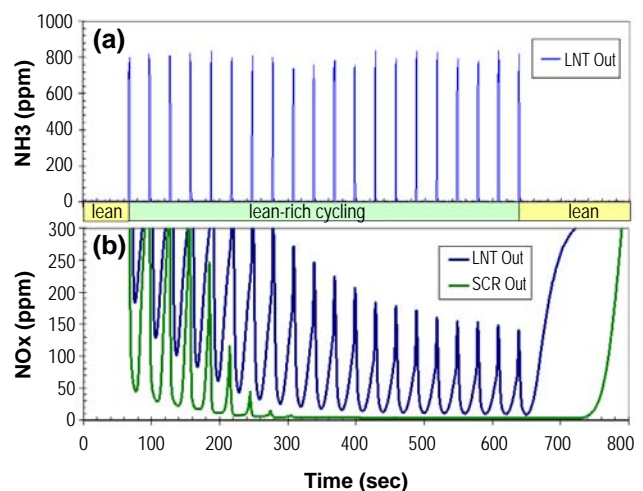 1000
800
600
400
200
0
NH3 (ppm)
(a)
LNT Out
lean
lean-rich cycling
lean
300
250
200
150
100
50
0
NOx (ppm)
(b)
LNT Out
SCR Out
0 100 200 300 400 500 600 700 800
Time (sec)